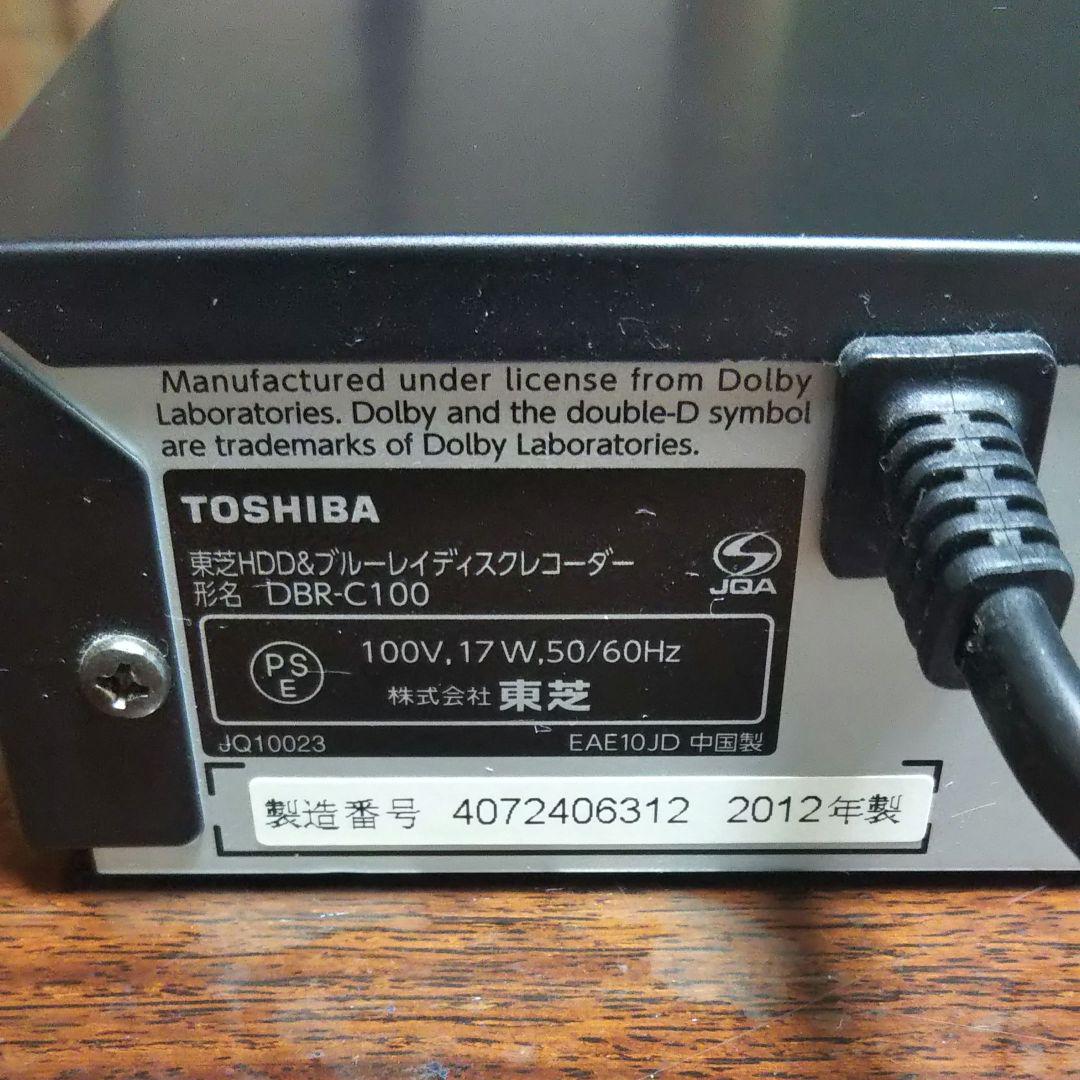 Manufactured under license from Dolby
Laboratories. Dolby and the double-D symbol
are trademarks of Dolby Laboratories.
TOSHIBA
東芝HDD&ブルーレイディスクレコーダー
形名 DBR-C100
JQA
PS
E
100V, 17W, 50/60Hz
株式会社 東芝
JQ10023
EAE10JD 中国製
製造番号 4072406312 2012年製